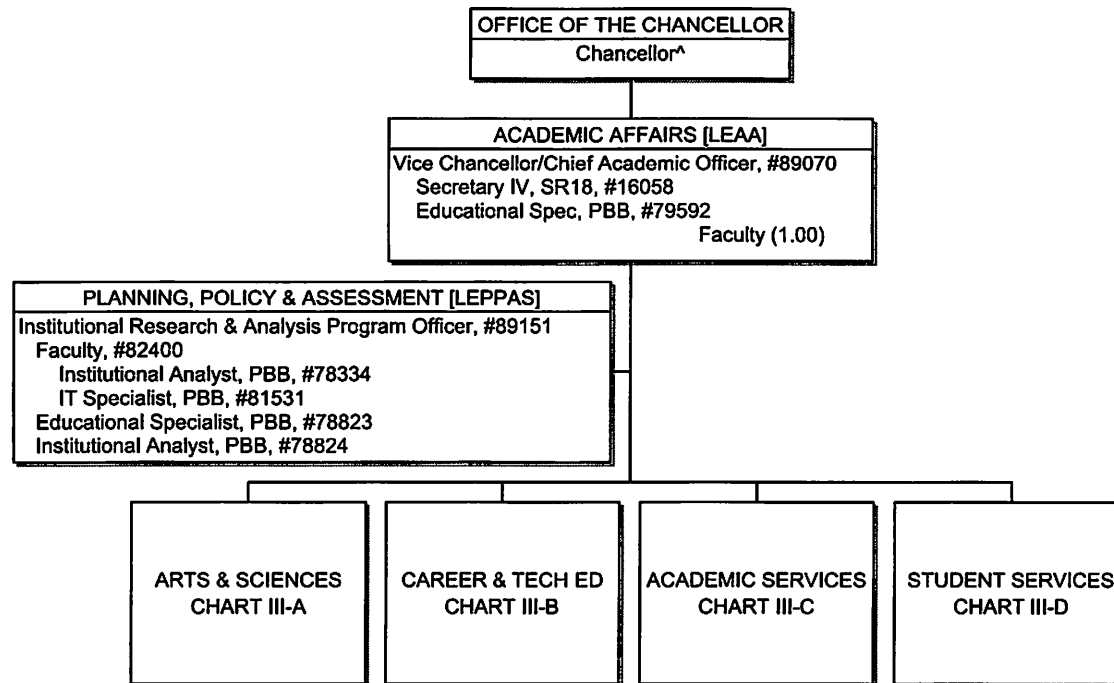 OFFICE OF THE CHANCELLOR
Chancellor^
ACADEMIC AFFAIRS [LEAA]
Vice Chancellor/Chief Academic Officer, #89070
Secretary IV, SR18, #16058
Educational Spec, PBB, #79592
Faculty (1.00)
PLANNING, POLICY & ASSESSMENT [LEPPAS]
Institutional Research & Analysis Program Officer, #89151
Faculty, #82400
Institutional Analyst, PBB, #78334
IT Specialist, PBB, #81531
Educational Specialist, PBB, #78823
Institutional Analyst, PBB, #78824
ARTS & SCIENCES
CHART III-A
CAREER & TECH ED
CHART III-B
ACADEMIC SERVICES
CHART III-C
STUDENT SERVICES
CHART III-D